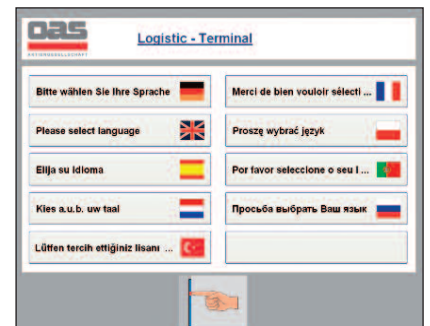 oas
AKTIENGESELLSCHAFT
Logistic - Terminal
Bitte wählen Sie Ihre Sprache
Merci de bien vouloir sélecti ...
Please select language
Proszę wybrać język
Elija su idioma
Por favor seleccione o seu I ...
Kies a.u.b. uw taal
Просьба выбрать Ваш язык
Lütfen tercih ettiğiniz lisanı ...